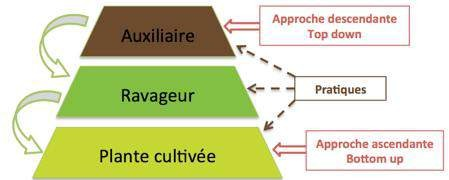 Auxiliaire
Approche descendante
Top down
Ravageur
Pratiques
Plante cultivée
Approche ascendante
Bottom up